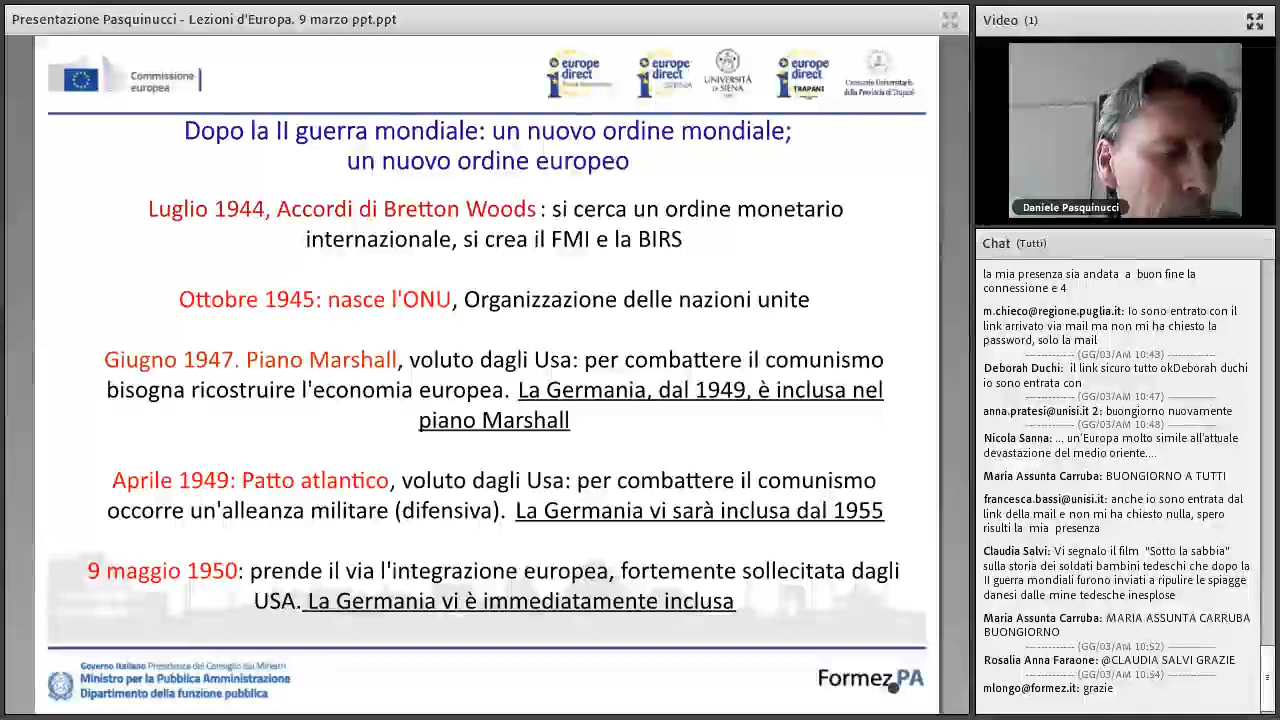 Presentazione Pasquinucci - Lezioni d'Europa. 9 marzo ppt.ppt
Commissione
europea
europe
direct
europe
direct
SIENA
UNIVERSITÀ
DI SIENA
europe
direct
TRAPANI
Consorzio Universitario
della Provincia di Trapani
Dopo la II guerra mondiale: un nuovo ordine mondiale;
un nuovo ordine europeo
Luglio 1944, Accordi di Bretton Woods : si cerca un ordine monetario
internazionale, si crea il FMI e la BIRS
Ottobre 1945: nasce l'ONU, Organizzazione delle nazioni unite
Giugno 1947. Piano Marshall, voluto dagli Usa: per combattere il comunismo
bisogna ricostruire l'economia europea. La Germania, dal 1949, è inclusa nel
piano Marshall
Aprile 1949: Patto atlantico, voluto dagli Usa: per combattere il comunismo
occorre un'alleanza militare (difensiva). La Germania vi sarà inclusa dal 1955
9 maggio 1950: prende il via l'integrazione europea, fortemente sollecitata dagli
USA. La Germania vi è immediatamente inclusa
Governo Italiano Presidenza del Consiglio dei Ministri
Ministro per la Pubblica Amministrazione
Dipartimento della funzione pubblica
Formez PA
Video (1)
Daniele Pasquinucci
Chat (Tutti)
la mia presenza sia andata a buon fine la
connessione e 4
m.chieco@regione.puglia.it: Io sono entrato con il
link arrivato via mail ma non mi ha chiesto la
password, solo la mail
------------ (GG/03/AM 10:43) ------------
Deborah Duchi: il link sicuro tutto okDeborah duchi
io sono entrata con
------------ (GG/03/AM 10:47) ------------
anna.pratesi@unisi.it 2: buongiorno nuovamente
------------ (GG/03/AM 10:48) ------------
Nicola Sanna: ... un'Europa molto simile all'attuale
devastazione del medio oriente....
Maria Assunta Carruba: BUONGIORNO A TUTTI
francesca.bassi@unisi.it: anche io sono entrata dal
link della mail e non mi ha chiesto nulla, spero
risulti la mia presenza
Claudia Salvi: Vi segnalo il film "Sotto la sabbia"
sulla storia dei soldati bambini tedeschi che dopo la
II guerra mondiali furono inviati a ripulire le spiagge
danesi dalle mine tedesche inesplose
Maria Assunta Carruba: MARIA ASSUNTA CARRUBA
BUONGIORNO
------------ (GG/03/AM 10:52) ------------
Rosalia Anna Faraone: @CLAUDIA SALVI GRAZIE
------------ (GG/03/AM 10:54) ------------
mlongo@formez.it: grazie